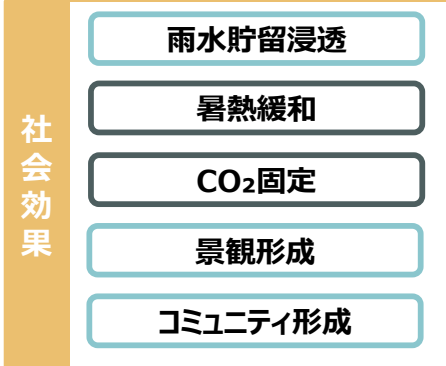 社会効果
雨水貯留浸透
暑熱緩和
CO₂固定
景観形成
コミュニティ形成